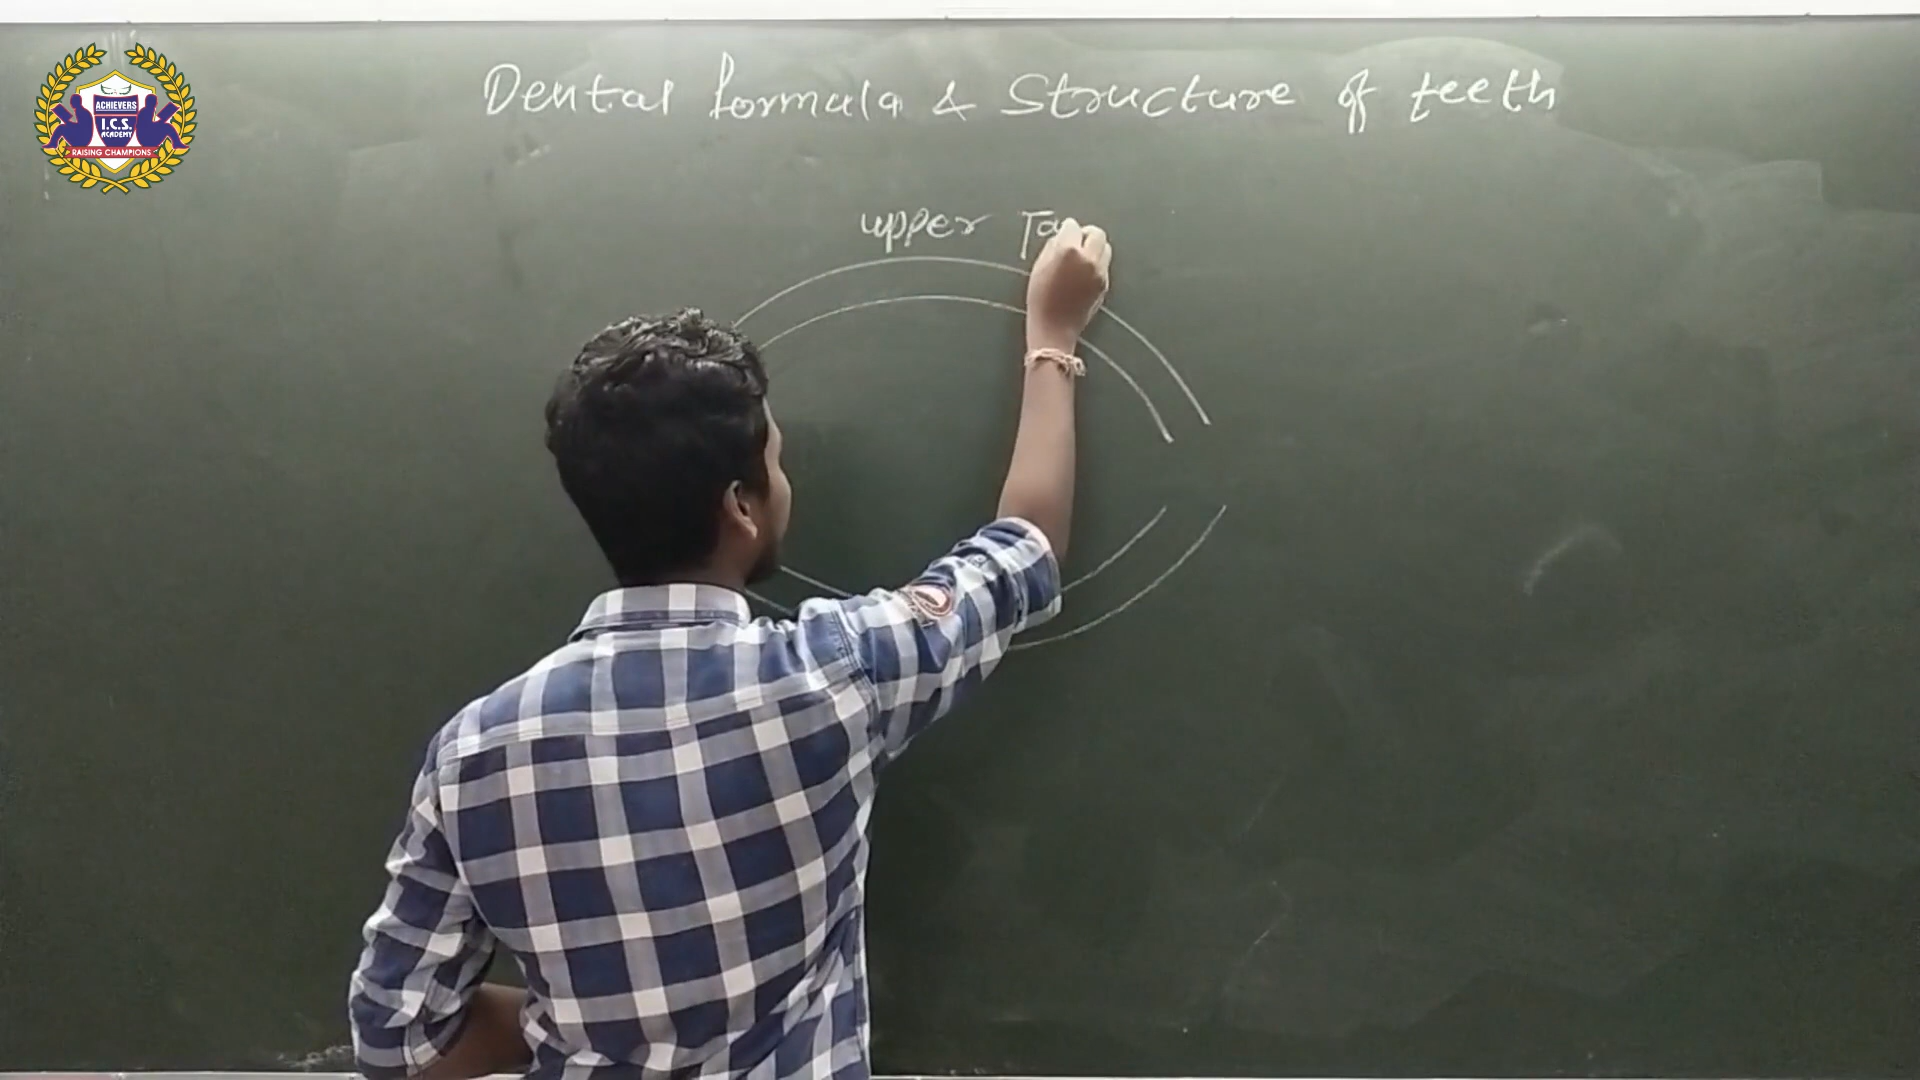 ACHIEVERS
I.C.S.
ACADEMY
RAISING CHAMPIONS
Dental formula & Structure of teeth
upper Ja